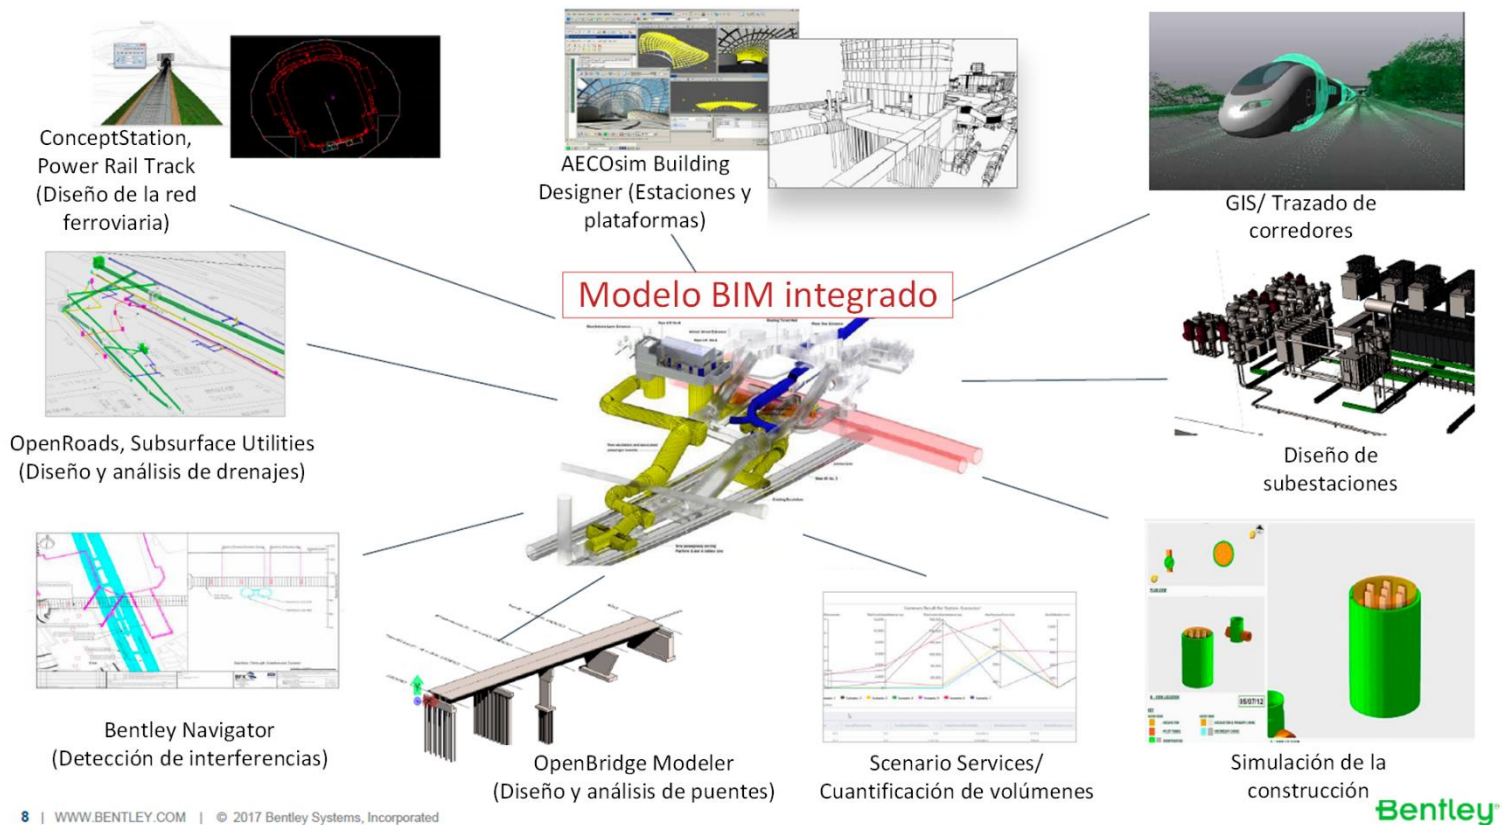 ConceptStation,
Power Rail Track
(Diseño de la red
ferroviaria)
AECOsim Building
Designer (Estaciones y
plataformas)
GIS/ Trazado de
corredores
Modelo BIM integrado
OpenRoads, Subsurface Utilities
(Diseño y análisis de drenajes)
Diseño de
subestaciones
35/07/12
Bentley Navigator
(Detección de interferencias)
OpenBridge Modeler
(Diseño y análisis de puentes)
Scenario Services/
Cuantificación de volúmenes
Simulación de la
construcción
8 | WWW.BENTLEY.COM | © 2017 Bentley Systems, Incorporated
Bentley